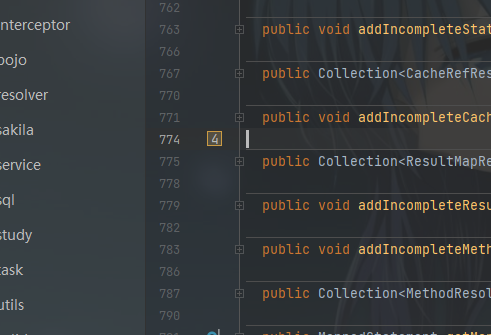 nterceptor
pojo
resolver
sakila
service
sql
study
task
utils
762
763 public void addIncompleteStat
766
767 public Collection<CacheRefRes
770
771 public void addIncompleteCach
774 4
775 public Collection<ResultMapRe
778
779 public void addIncompleteResu
782
783 public void addIncompleteMeth
786
787 public Collection<MethodResol
790